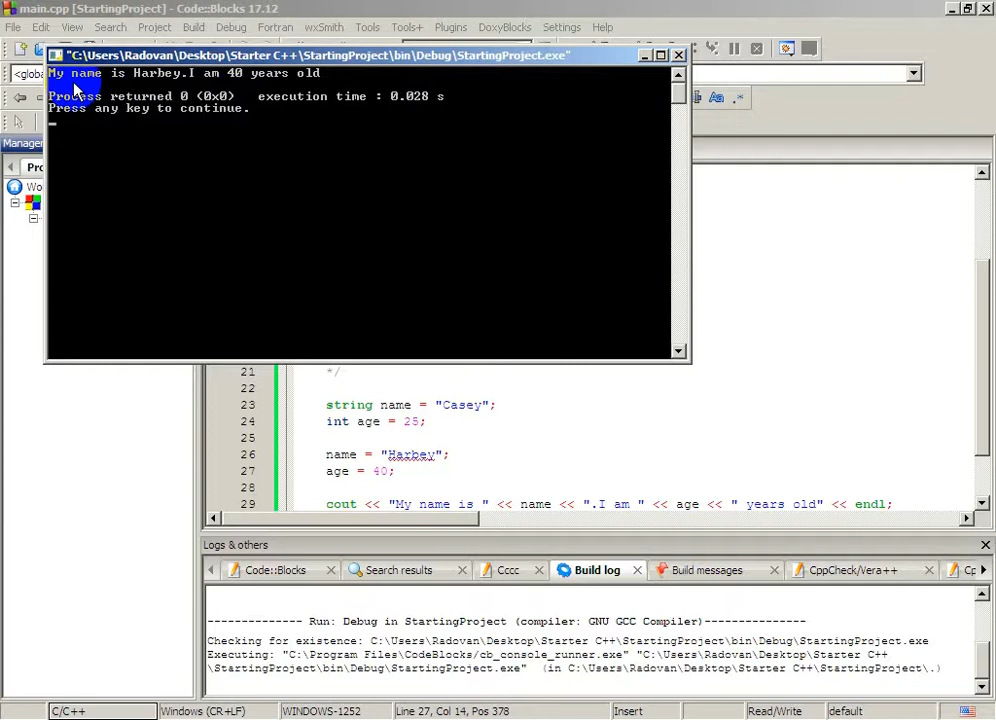 main.cpp [StartingProject] - Code::Blocks 17.12
File Edit View Search Project Build Debug Fortran wxSmith Tools Tools+ Plugins DoxyBlocks Settings Help
"C:\Users\Radovan\Desktop\Starter C++\StartingProject\bin\Debug\StartingProject.exe"
My name is Harbey.I am 40 years old
Process returned 0 (0x0)   execution time : 0.028 s
Press any key to continue.
<globa
Manager
Pro
Wo
21 */
22
23 string name = "Casey";
24 int age = 25;
25
26 name = "Harbey";
27 age = 40;
28
29 cout << "My name is " << name << ".I am " << age << " years old" << endl;
Logs & others
Code::Blocks Search results Cccc Build log Build messages CppCheck/Vera++ Cp
-------------- Run: Debug in StartingProject (compiler: GNU GCC Compiler)---------------
Checking for existence: C:\Users\Radovan\Desktop\Starter C++\StartingProject\bin\Debug\StartingProject.exe
Executing: "C:\Program Files\CodeBlocks/cb_console_runner.exe" "C:\Users\Radovan\Desktop\Starter C++
\StartingProject\bin\Debug\StartingProject.exe"  (in C:\Users\Radovan\Desktop\Starter C++\StartingProject\.)
C/C++ Windows (CR+LF) WINDOWS-1252 Line 27, Col 14, Pos 378 Insert Read/Write default